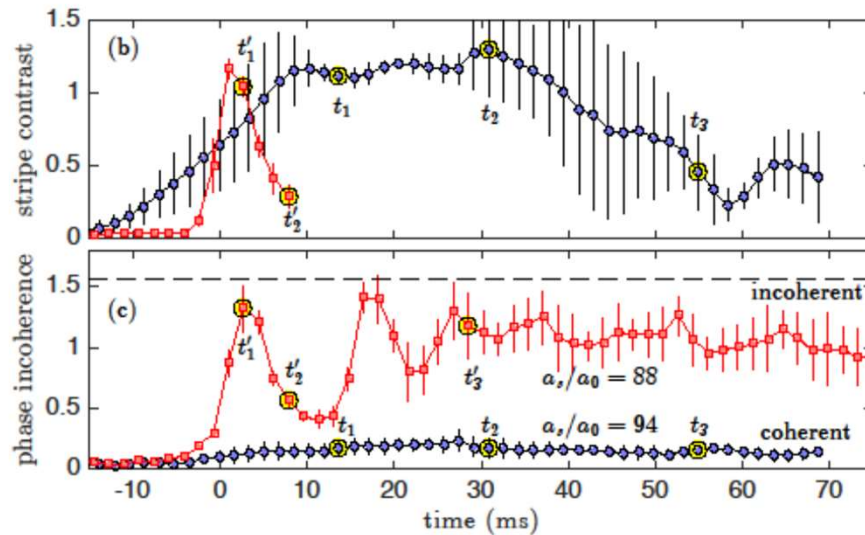 1.5
(b)
t′1
1
t1
t2
stripe contrast
0.5
t3
t′2
0
(c)
1.5
incoherent
t′1
t′3
1
phase incoherence
t′2
as/a0 = 88
0.5
t1
t2
as/a0 = 94
t3
coherent
0
-10 0 10 20 30 40 50 60 70
time (ms)